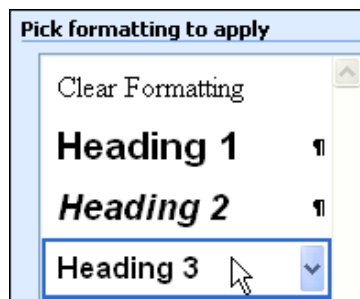 Pick formatting to apply
Clear Formatting
Heading 1 ¶
Heading 2 ¶
Heading 3